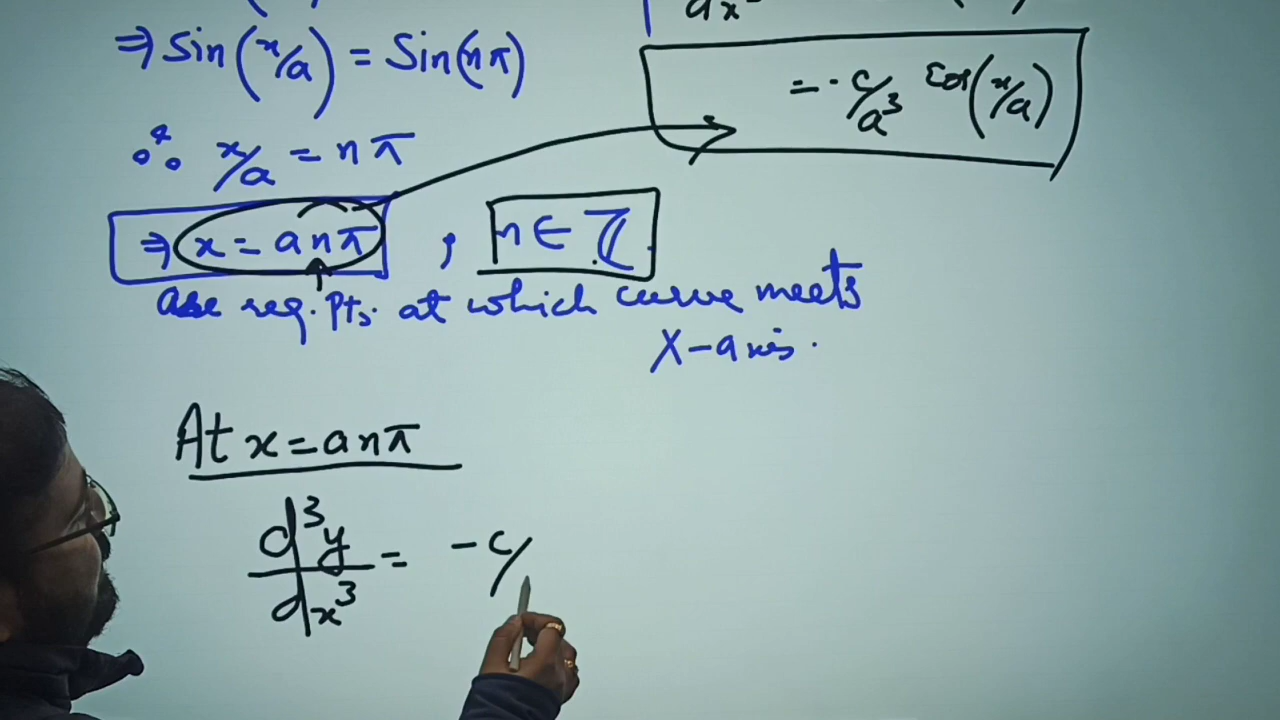 ⇒ Sin(x/a) = Sin(nπ)
dx
= - c/a³ Cos(x/a)
∴ x/a = nπ
⇒ x = anπ , n ∈ ℤ
are req. pts. at which curve meets
X-axis.
At x = anπ
d³y/dx³ = -c/